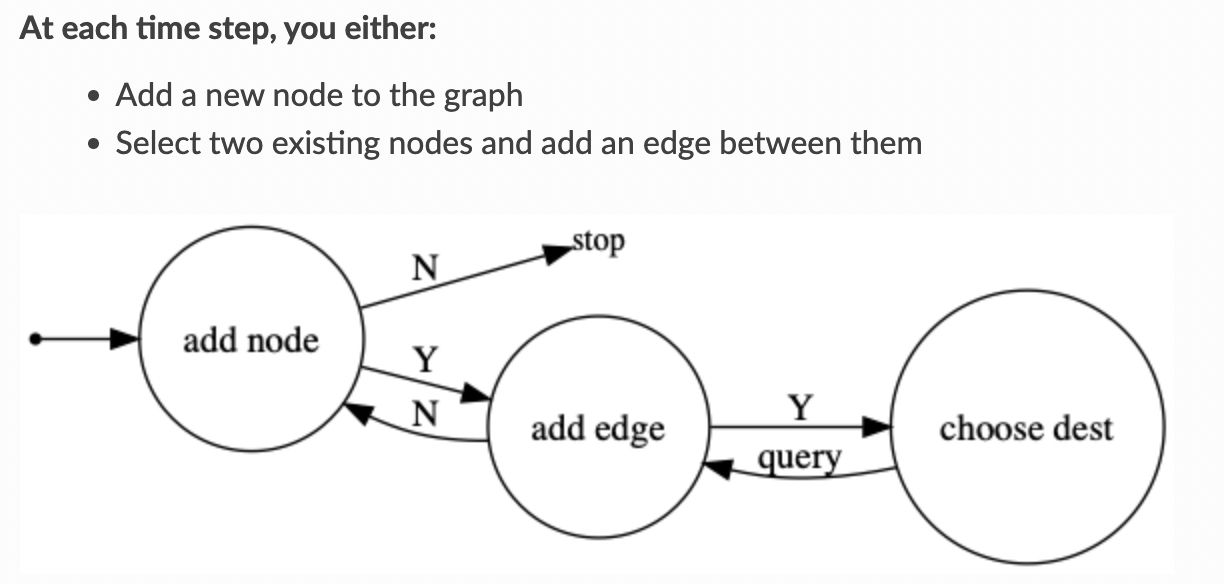 At each time step, you either:
• Add a new node to the graph
• Select two existing nodes and add an edge between them
stop
N
add node
Y
N
add edge
Y
query
choose dest